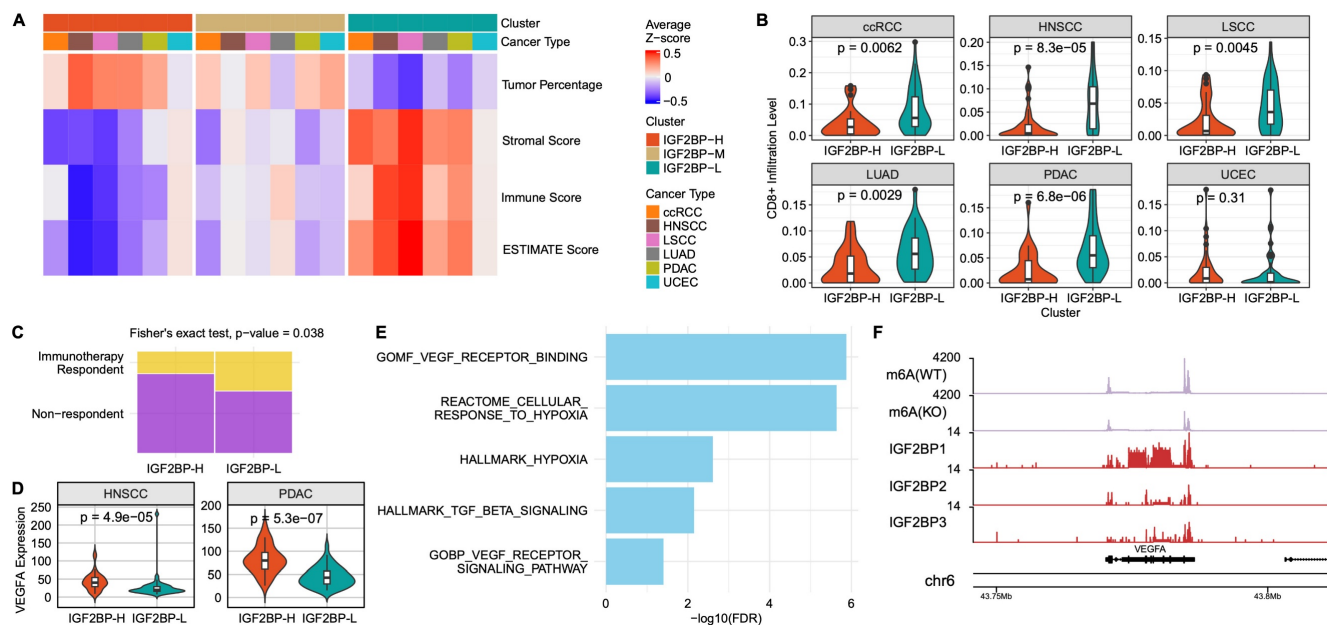 A
Cluster
Cancer Type
Tumor Percentage
Stromal Score
Immune Score
ESTIMATE Score
Average
Z-score
0.5
0
−0.5
Cluster
IGF2BP-H
IGF2BP-M
IGF2BP-L
Cancer Type
ccRCC
HNSCC
LSCC
LUAD
PDAC
UCEC
B
CD8+ Infiltration Level
ccRCC
p = 0.0062
0.3
0.2
0.1
0.0
IGF2BP-H IGF2BP-L
HNSCC
p = 8.3e−05
0.20
0.15
0.10
0.05
0.00
IGF2BP-H IGF2BP-L
LSCC
p = 0.0045
0.15
0.10
0.05
0.00
IGF2BP-H IGF2BP-L
LUAD
p = 0.0029
0.15
0.10
0.05
0.00
IGF2BP-H IGF2BP-L
PDAC
p = 6.8e−06
0.15
0.10
0.05
0.00
IGF2BP-H IGF2BP-L
UCEC
p = 0.31
0.15
0.10
0.05
0.00
IGF2BP-H IGF2BP-L
Cluster
C
Fisher's exact test, p−value = 0.038
Immunotherapy
Respondent
Non−respondent
IGF2BP-H IGF2BP-L
D
VEGFA Expression
HNSCC
p = 4.9e−05
250
200
150
100
50
0
IGF2BP-H IGF2BP-L
PDAC
p = 5.3e−07
200
150
100
50
0
IGF2BP-H IGF2BP-L
E
GOMF_VEGF_RECEPTOR_BINDING
REACTOME_CELLULAR_
RESPONSE_TO_HYPOXIA
HALLMARK_HYPOXIA
HALLMARK_TGF_BETA_SIGNALING
GOBP_VEGF_RECEPTOR_
SIGNALING_PATHWAY
0 2 4 6
−log10(FDR)
F
4200
m6A(WT)
4200
m6A(KO)
14
IGF2BP1
14
IGF2BP2
14
IGF2BP3
VEGFA
chr6
43.75Mb 43.8Mb